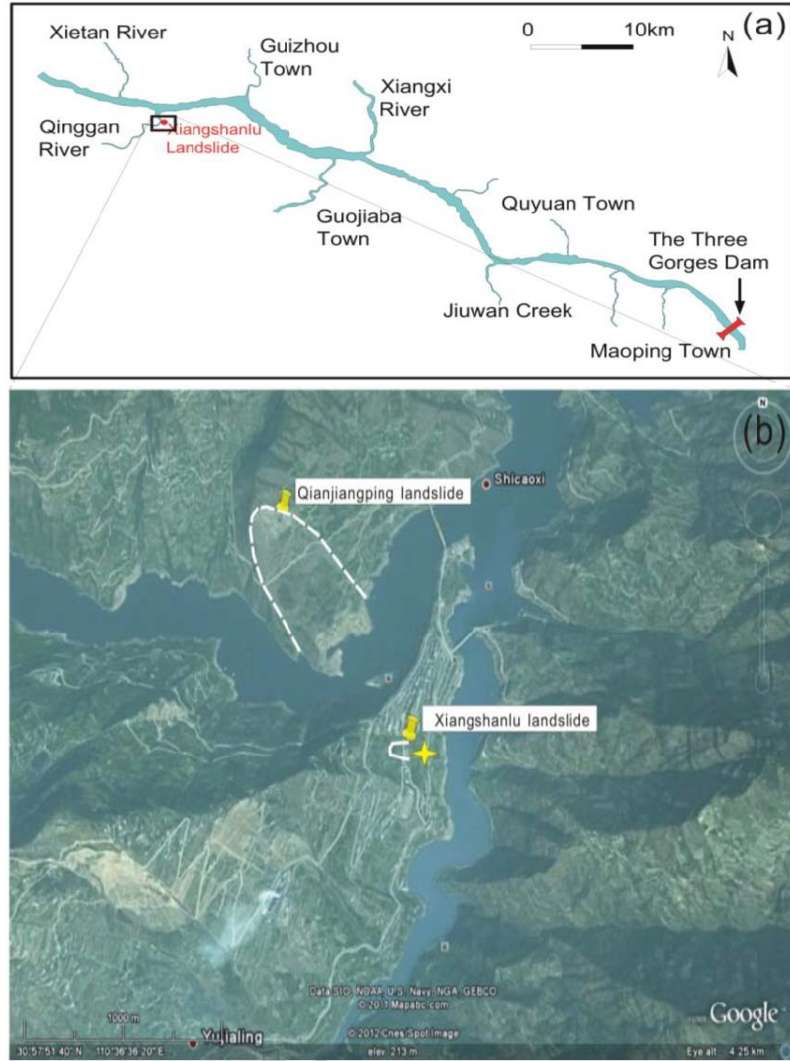 (a)
0 10km
N
Xietan River
Guizhou
Town
Xiangxi
River
Qinggan
River
Xiangshanlu
Landslide
Guojiaba
Town
Quyuan Town
The Three
Gorges Dam
Jiuwan Creek
Maoping Town
N
(b)
Qianjiangping landslide
Shicaoxi
Xiangshanlu landslide
Data SIO, NOAA, U.S. Navy, NGA, GEBCO
© 2011 Mapabc.com
1000 m
Yujialing
© 2012 Cnes/Spot Image
Google
30°57'51.40" N 110°36'36.20" E
elev 213 m
Eye alt 4.25 km